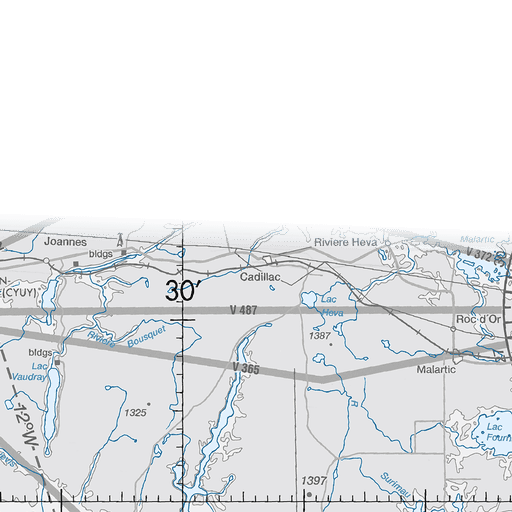 Joannes
bldgs
Riviere Heva
Malartic
V 372
N
(CYUY)
Cadillac
30′
V 487
Lac
Heva
Roc d'Or
Rivière
Bousquet
1387
bldgs
Lac
Vaudray
V 365
Malartic
12°W
1325
R
Lac
Fourn
1397
Surimau